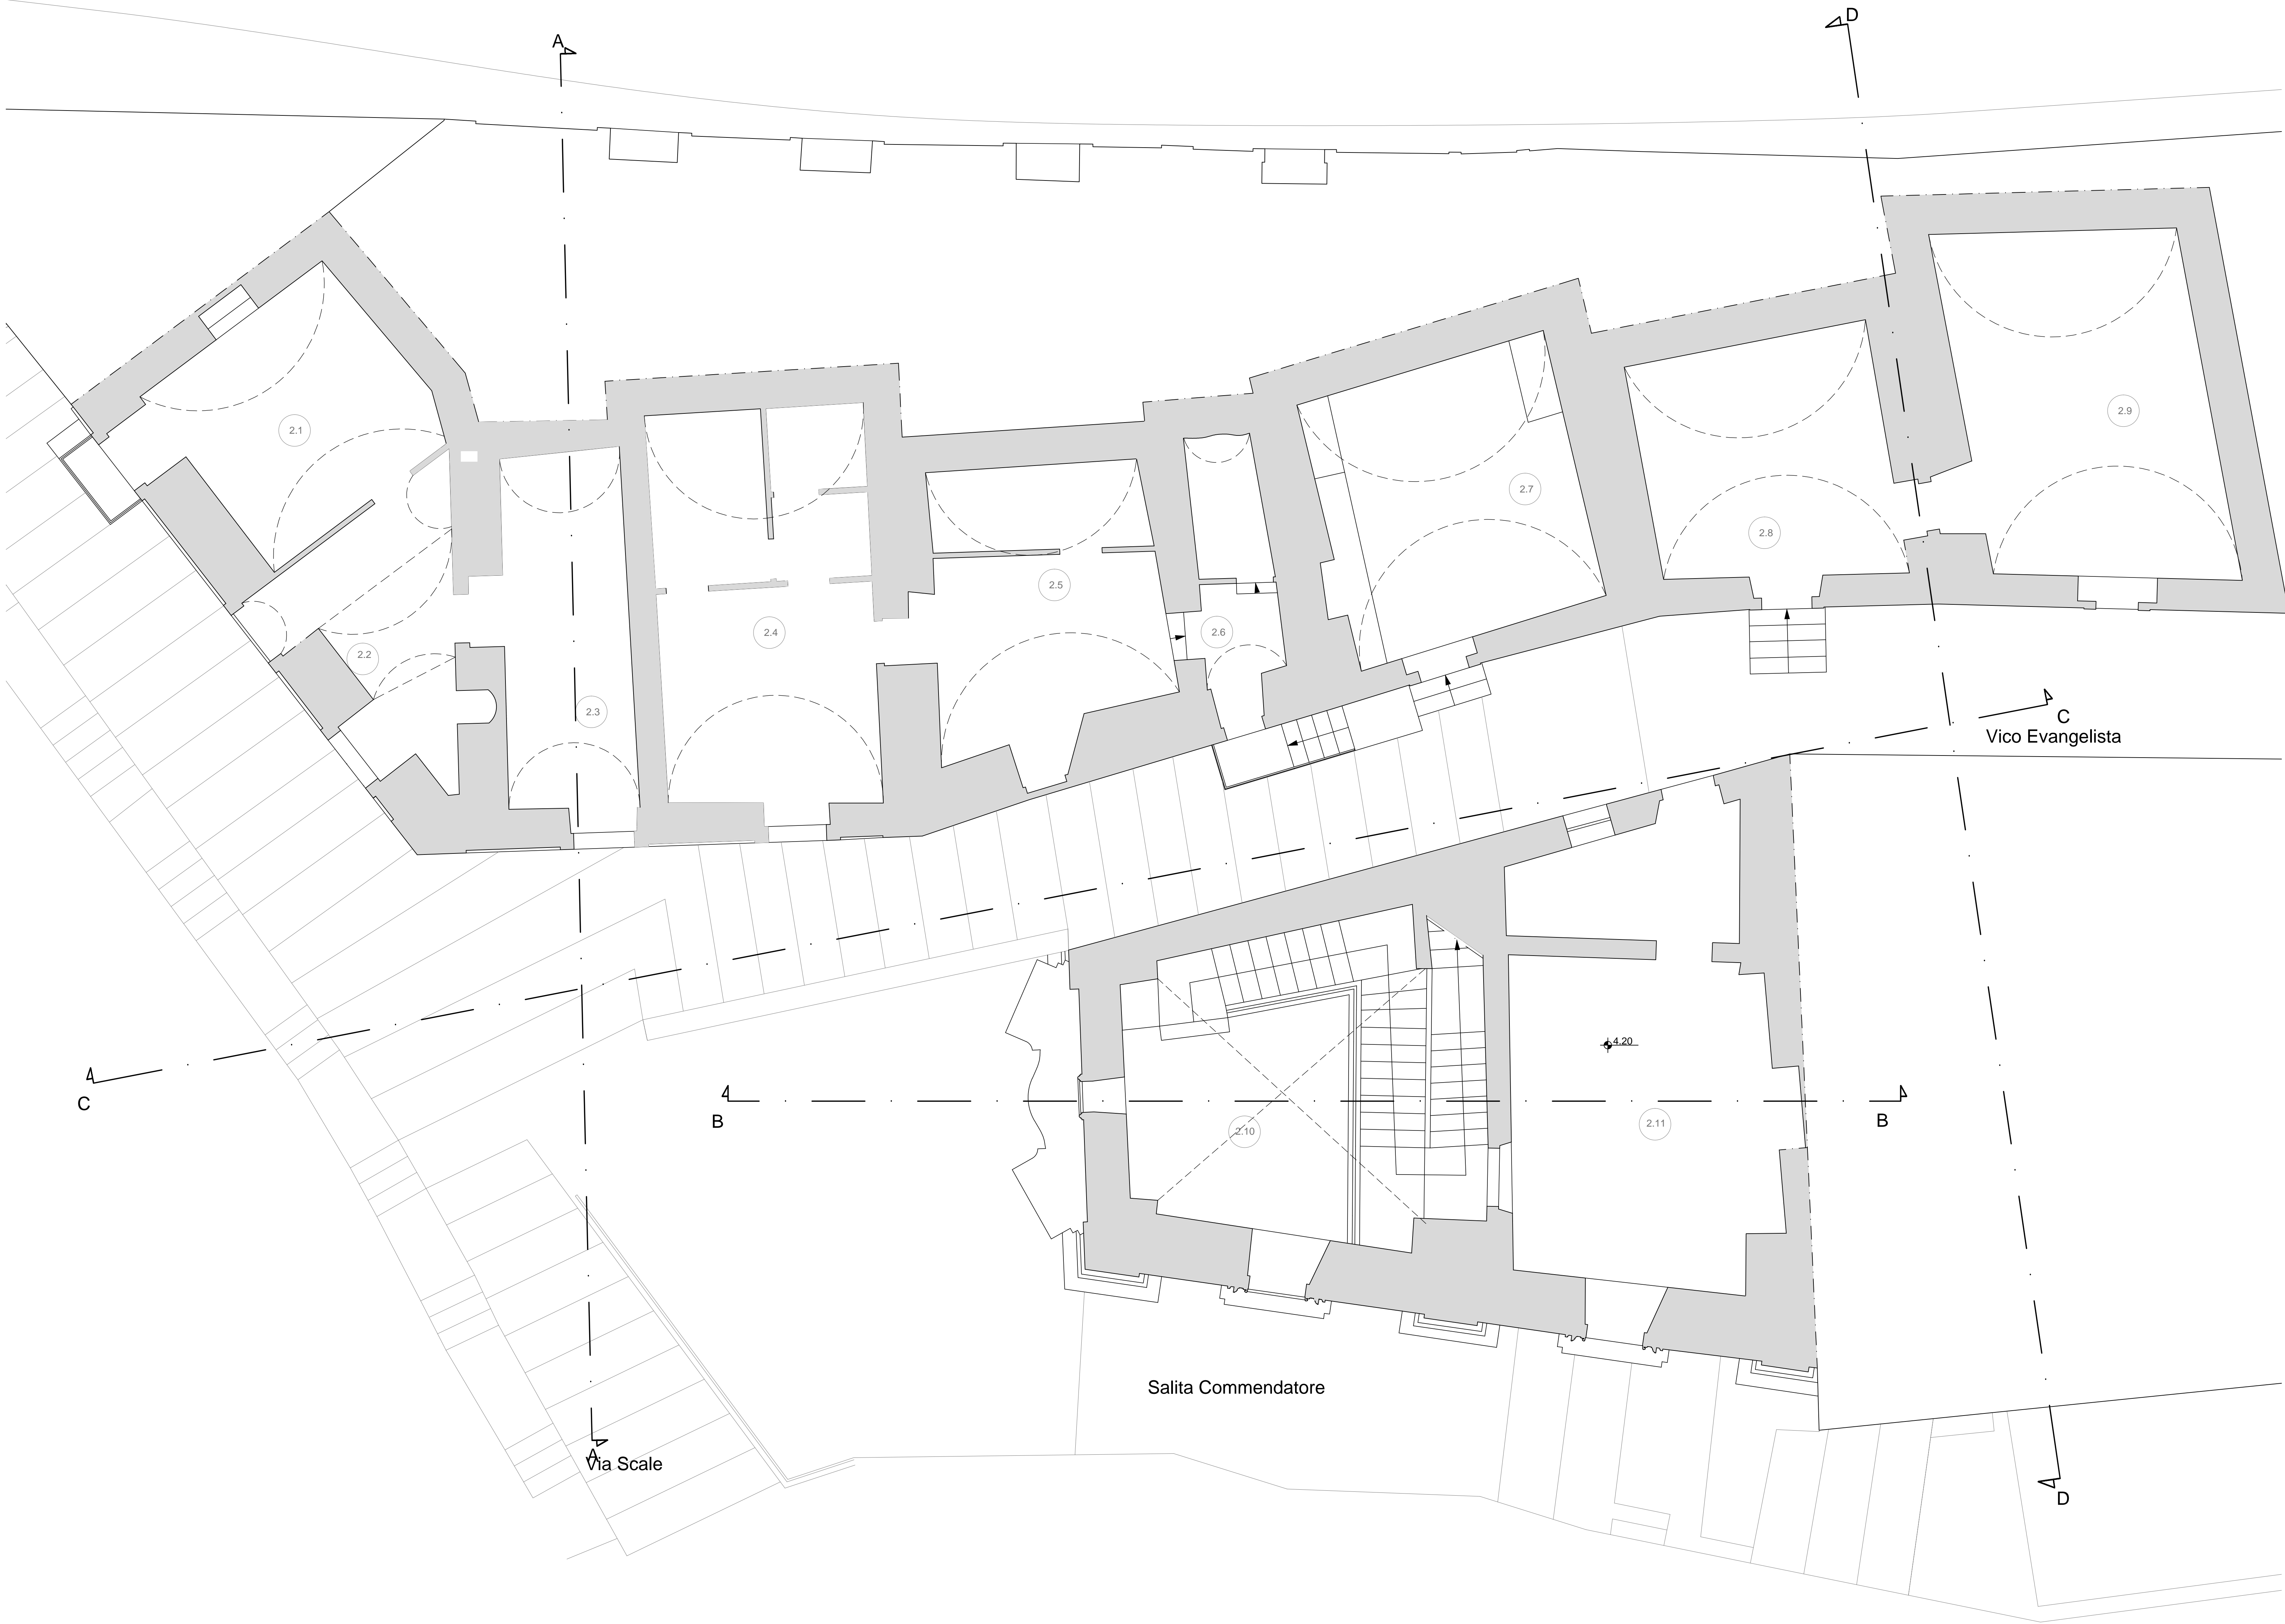 D
A
2.1
2.9
2.7
2.8
2.5
2.6
2.4
2.2
2.3
C
Vico Evangelista
4.20
C
B
B
2.10
2.11
Salita Commendatore
A
Via Scale
D